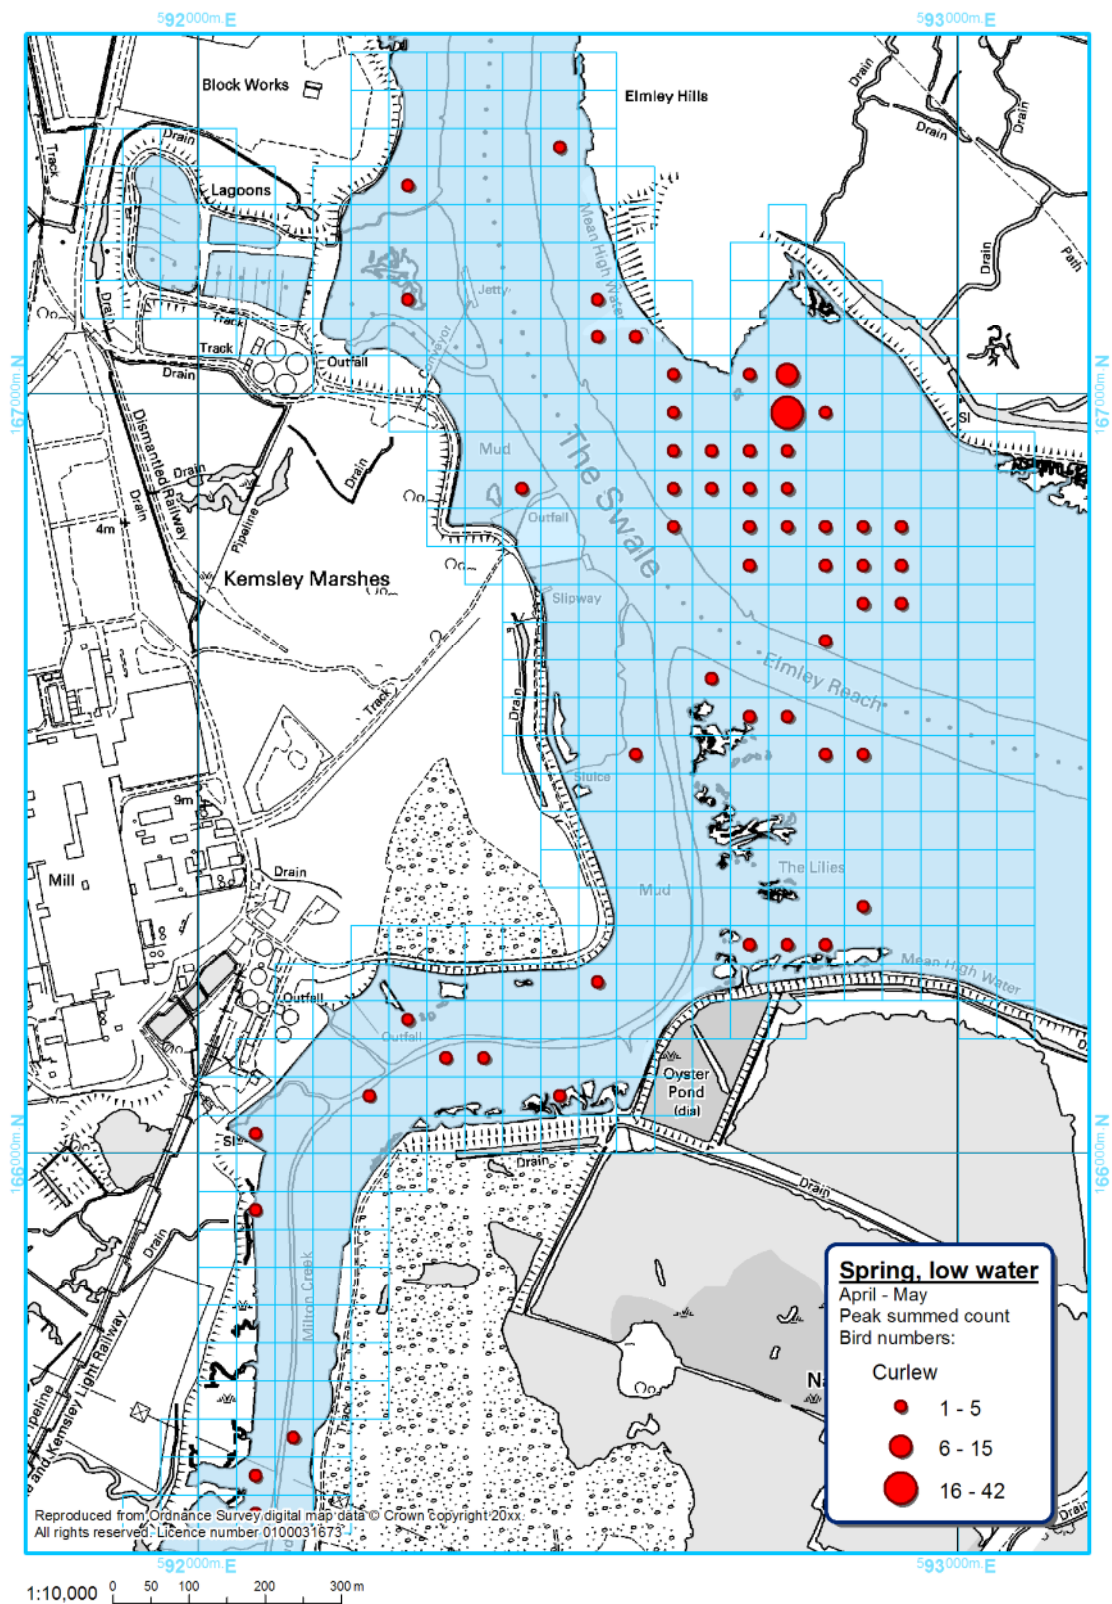 592000m.E
593000m.E
Block Works
Elmley Hills
Drain
Drain
Drain
Track
Drain
Lagoons
Mean High Water
Path
Drain
Jetty
Drain
Track
Track
Conveyor
Outfall
Drain
167000m.N
167000m.N
Sl
Dismantled Railway
Mud
The Swale
Drain
Drain
Drain
4m
Pipeline
Outfall
Kemsley Marshes
Slipway
Elmley Reach
Track
Drain
Sluice
9m
Drain
Mill
The Lilies
Mud
Mean High Water
Outfall
Outfall
Oyster
Pond
(dis)
Sl
166000m.N
166000m.N
Drain
Drain
Drain
Milton Creek
Kemsley Light Railway
Pipeline
Track
Spring, low water
April - May
Peak summed count
Bird numbers:
Curlew
1 - 5
6 - 15
16 - 42
Na
Drain
Reproduced from Ordnance Survey digital map data © Crown copyright 20xx.
All rights reserved. Licence number 0100031673
592000m.E
593000m.E
1:10,000
0 50 100 200 300 m